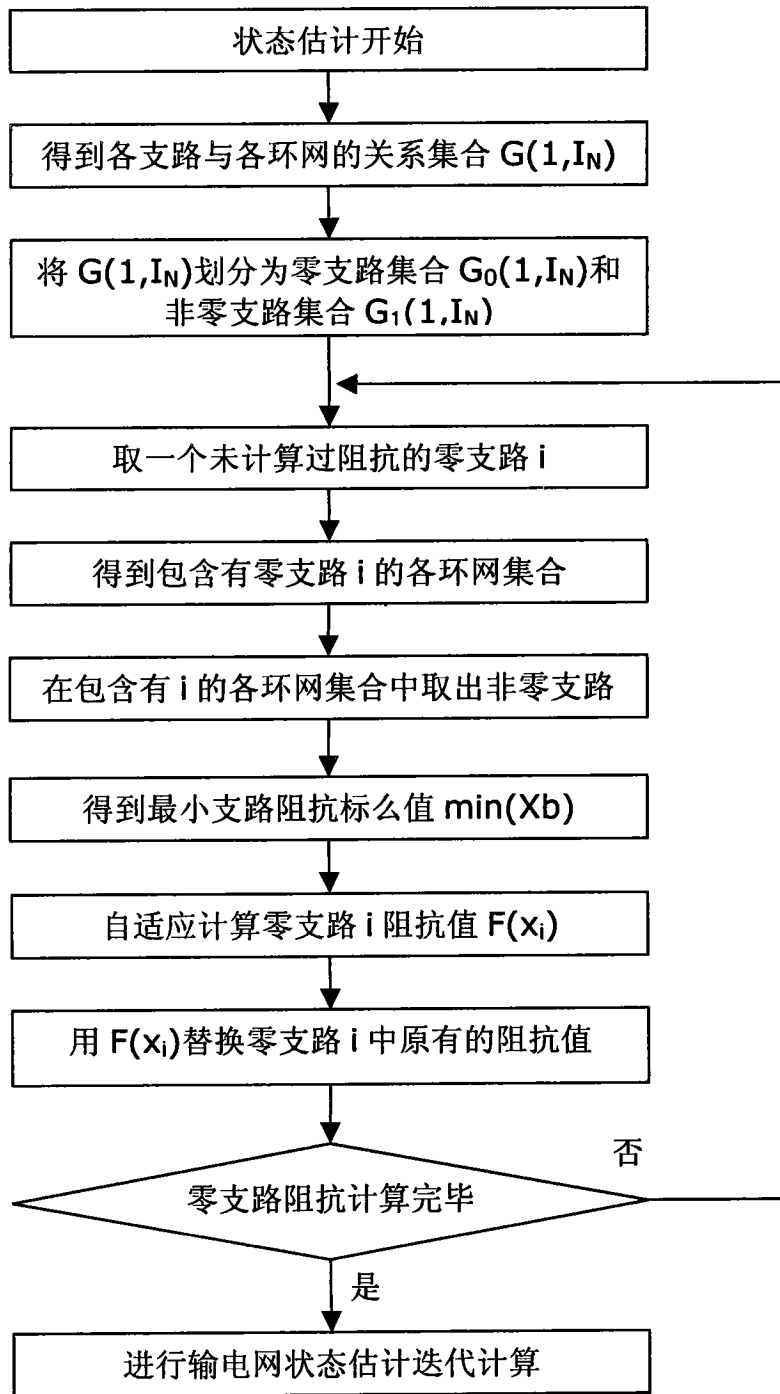 状态估计开始
得到各支路与各环网的关系集合 G(1,I_N)
将 G(1,I_N)划分为零支路集合 G_0(1,I_N)和
非零支路集合 G_1(1,I_N)
取一个未计算过阻抗的零支路 i
得到包含有零支路 i 的各环网集合
在包含有 i 的各环网集合中取出非零支路
得到最小支路阻抗标么值 min(Xb)
自适应计算零支路 i 阻抗值 F(x_i)
用 F(x_i)替换零支路 i 中原有的阻抗值
零支路阻抗计算完毕
否
是
进行输电网状态估计迭代计算